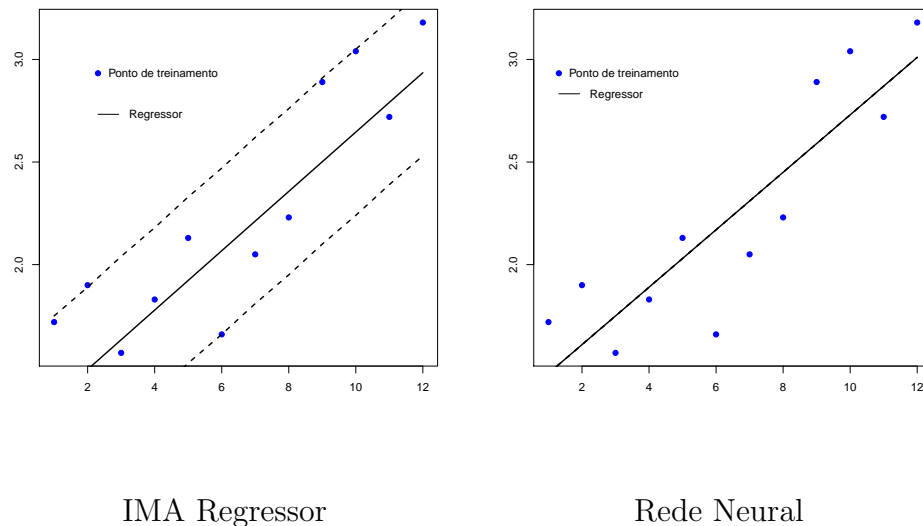 3.0
2.5
2.0
Ponto de treinamento
Regressor
2 4 6 8 10 12
IMA Regressor
3.0
2.5
2.0
Ponto de treinamento
Regressor
2 4 6 8 10 12
Rede Neural